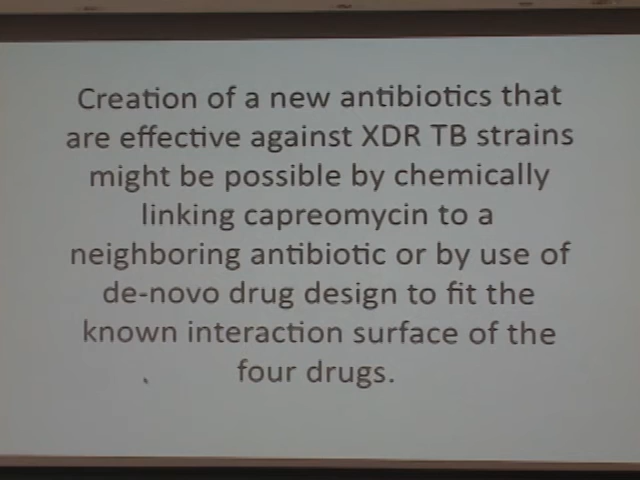 Creation of a new antibiotics that
are effective against XDR TB strains
might be possible by chemically
linking capreomycin to a
neighboring antibiotic or by use of
de-novo drug design to fit the
known interaction surface of the
four drugs.